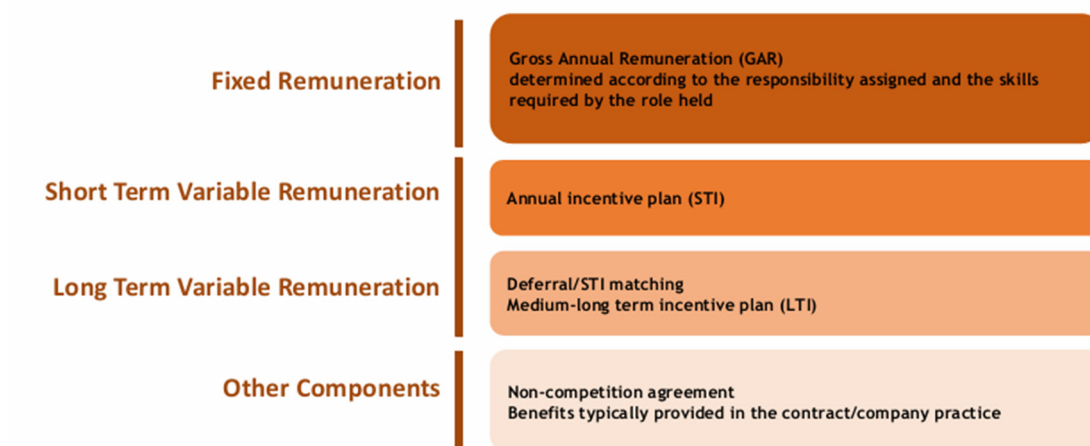 Fixed Remuneration
Gross Annual Remuneration (GAR)
determined according to the responsibility assigned and the skills
required by the role held
Short Term Variable Remuneration
Annual incentive plan (STI)
Long Term Variable Remuneration
Deferral/STI matching
Medium-long term incentive plan (LTI)
Other Components
Non-competition agreement
Benefits typically provided in the contract/company practice